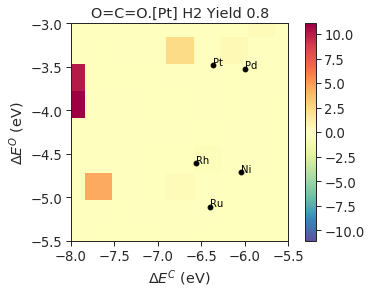 O=C=O.[Pt] H2 Yield 0.8
−3.0
−3.5
−4.0
−4.5
−5.0
−5.5
ΔE^O (eV)
Pt
Pd
Rh
Ni
Ru
−8.0 −7.5 −7.0 −6.5 −6.0 −5.5
ΔE^C (eV)
10.0
7.5
5.0
2.5
0.0
−2.5
−5.0
−7.5
−10.0